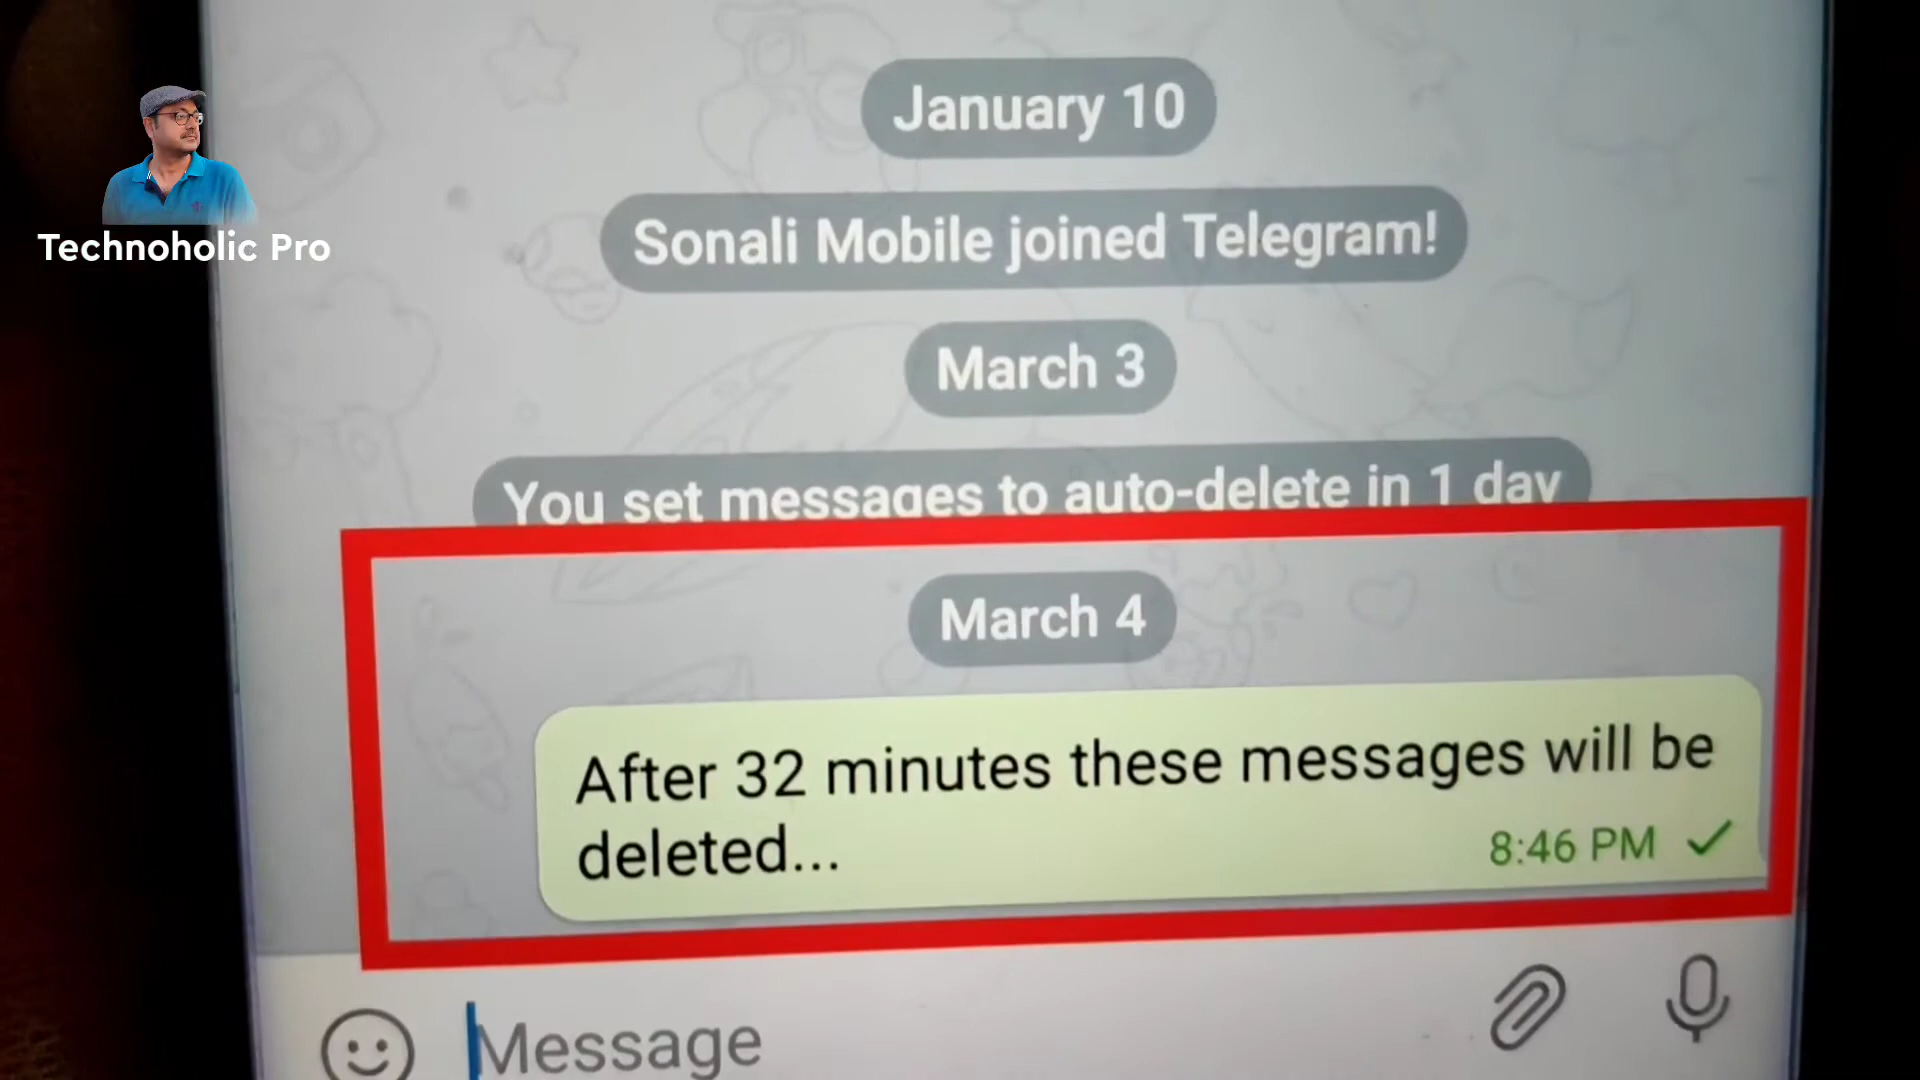 January 10
Technoholic Pro
Sonali Mobile joined Telegram!
March 3
You set messages to auto-delete in 1 day
March 4
After 32 minutes these messages will be
deleted...
8:46 PM
Message